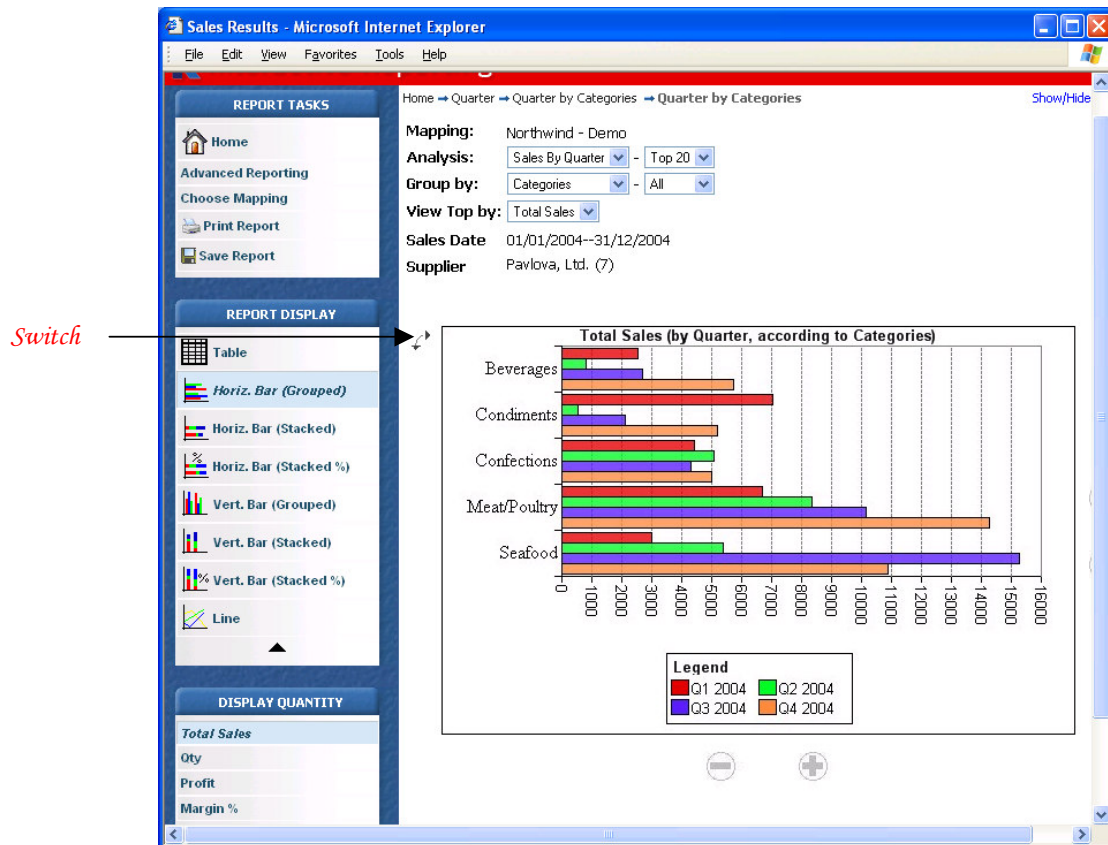 Sales Results - Microsoft Internet Explorer
File Edit View Favorites Tools Help
REPORT TASKS
Home
Advanced Reporting
Choose Mapping
Print Report
Save Report
REPORT DISPLAY
Table
Horiz. Bar (Grouped)
Horiz. Bar (Stacked)
Horiz. Bar (Stacked %)
Vert. Bar (Grouped)
Vert. Bar (Stacked)
Vert. Bar (Stacked %)
Line
DISPLAY QUANTITY
Total Sales
Qty
Profit
Margin %
Switch
Home → Quarter → Quarter by Categories → Quarter by Categories Show/Hide
Mapping: Northwind - Demo
Analysis: Sales By Quarter - Top 20
Group by: Categories - All
View Top by: Total Sales
Sales Date 01/01/2004--31/12/2004
Supplier Pavlova, Ltd. (7)
Total Sales (by Quarter, according to Categories)
Beverages
Condiments
Confections
Meat/Poultry
Seafood
0 1000 2000 3000 4000 5000 6000 7000 8000 9000 10000 11000 12000 13000 14000 15000 16000
Legend
Q1 2004 Q2 2004
Q3 2004 Q4 2004